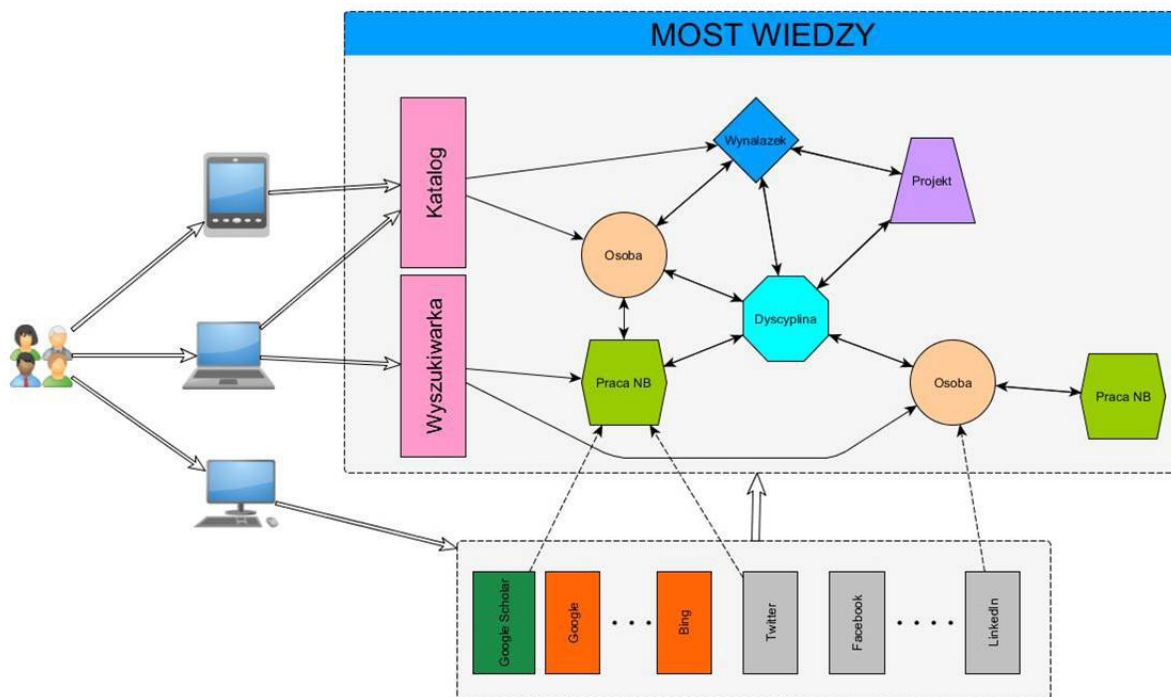 MOST WIEDZY
Katalog
Wyszukiwarka
Wynalazek
Projekt
Osoba
Dyscyplina
Praca NB
Osoba
Praca NB
Google Scholar
Google
Bing
Twitter
Facebook
LinkedIn